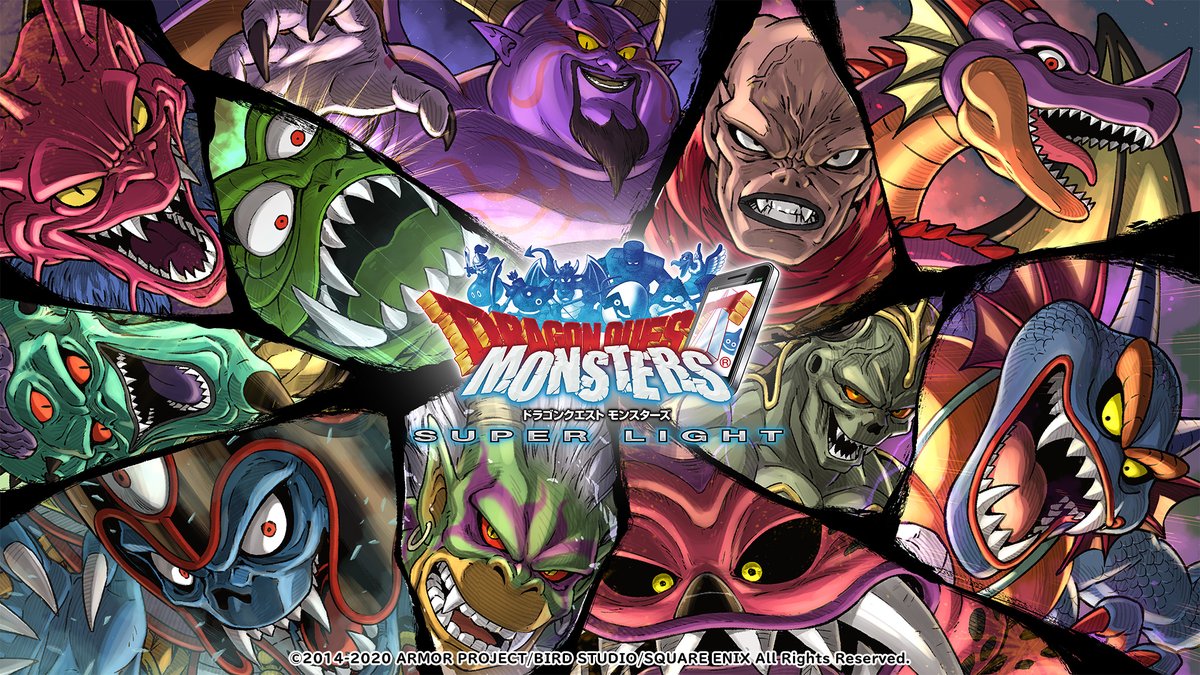 DRAGON QUEST
MONSTERS®
ドラゴンクエスト モンスターズ
SUPER LIGHT
©2014-2020 ARMOR PROJECT/BIRD STUDIO/SQUARE ENIX All Rights Reserved.